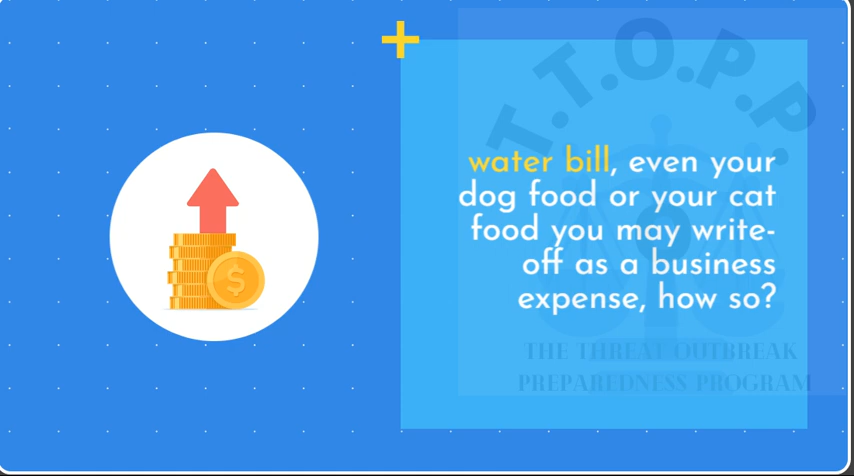 T.T.O.P.P.
water bill, even your
dog food or your cat
food you may write-
off as a business
expense, how so?
THE THREAT OUTBREAK
PREPAREDNESS PROGRAM